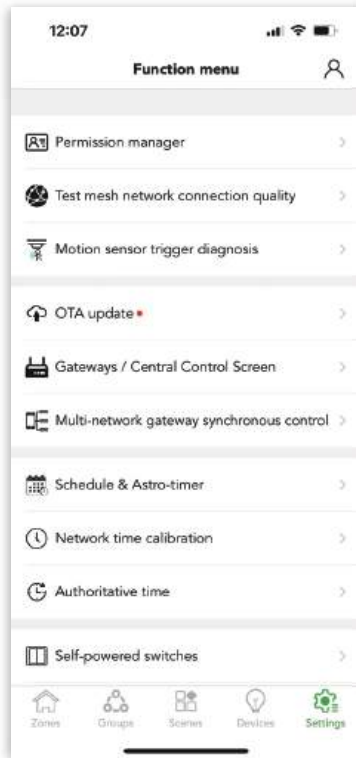 12:07
Function menu
Permission manager
Test mesh network connection quality
Motion sensor trigger diagnosis
OTA update
Gateways / Central Control Screen
Multi-network gateway synchronous control
Schedule & Astro-timer
Network time calibration
Authoritative time
Self-powered switches
Zones Groups Scenes Devices Settings